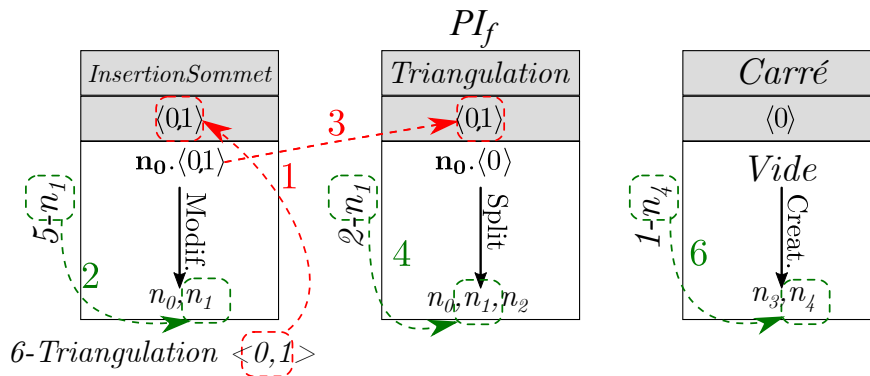 PI_f
InsertionSommet
⟨0,1⟩
n₀.⟨0,1⟩
5-n₁
Modif.
1
2
n₀,n₁
6-Triangulation <0,1>
3
Triangulation
⟨0,1⟩
n₀.⟨0⟩
2-n₁
Split
4
n₀,n₁,n₂
Carré
⟨0⟩
Vide
1-n₄
Creat.
6
n₃,n₄